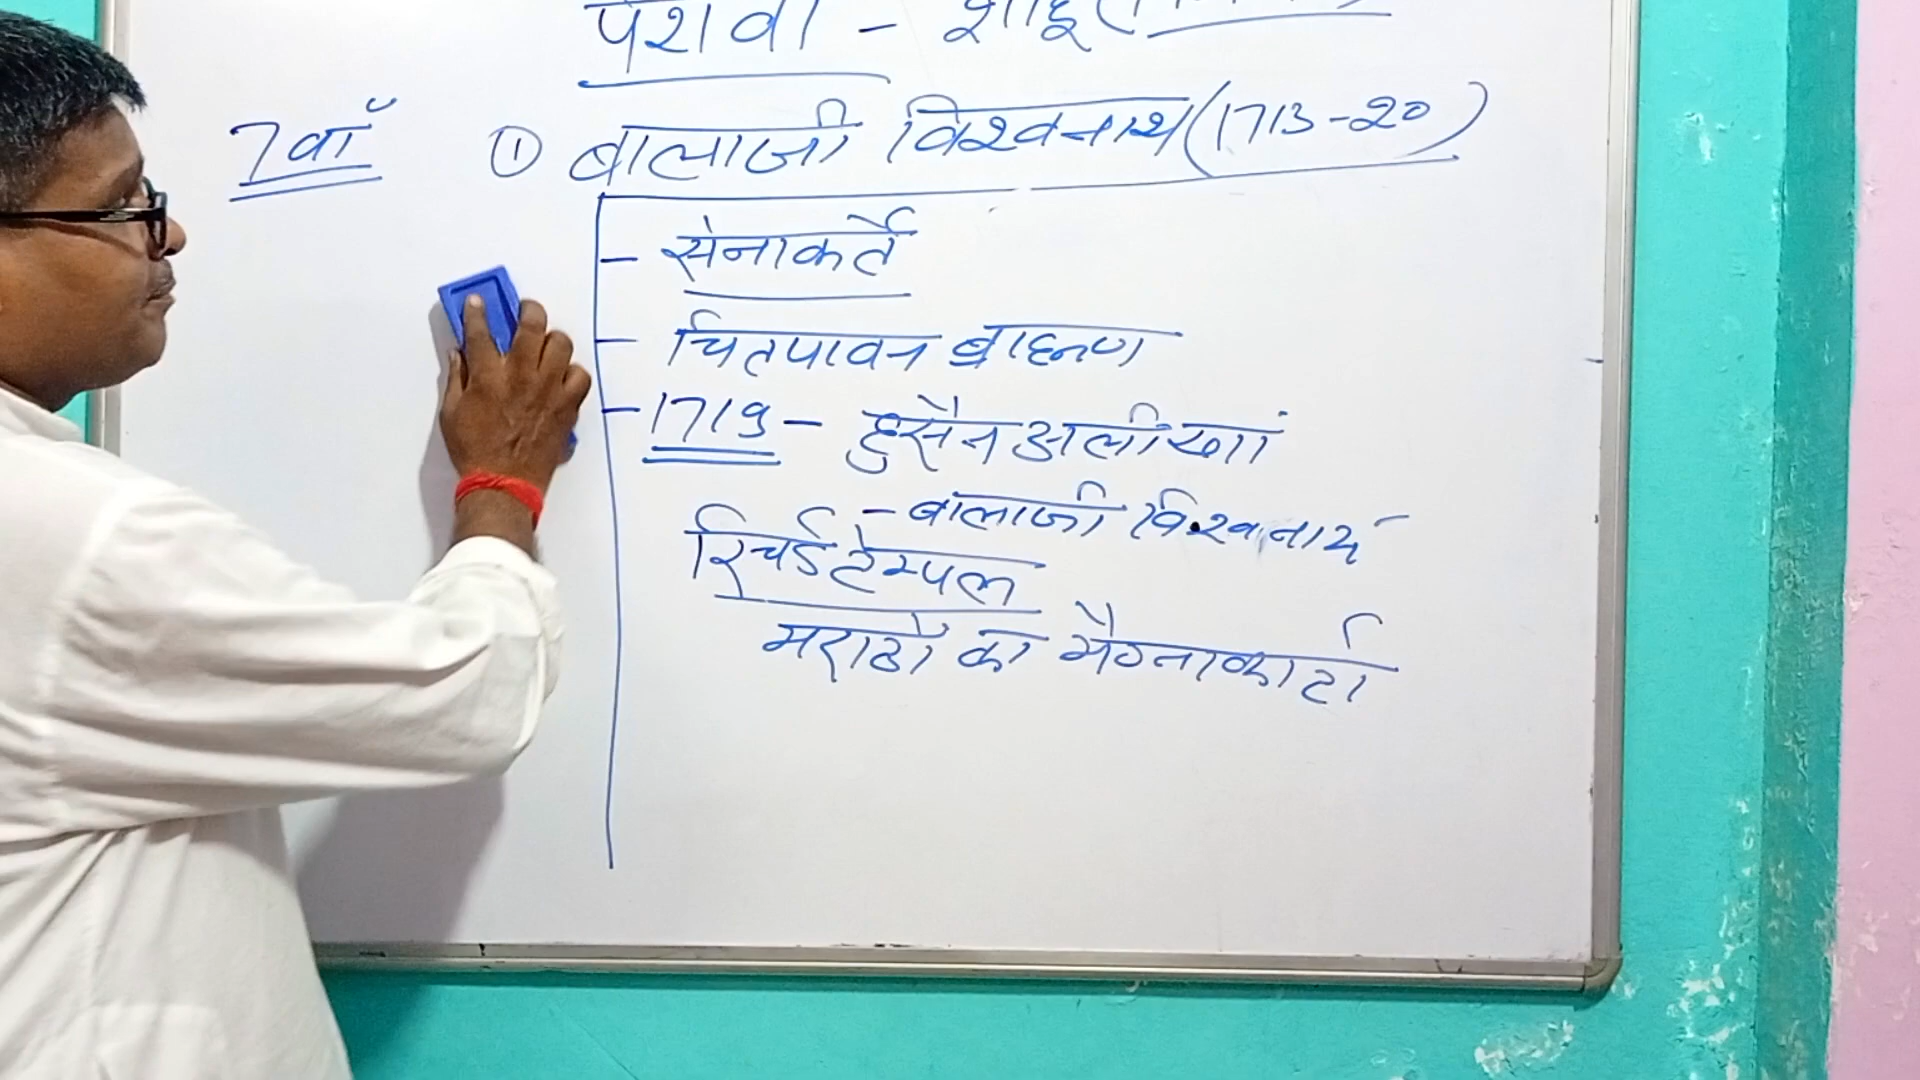 पेशवा - शाहू
7वाँ
① बालाजी विश्वनाथ (1713-20)
- सेनाकर्ते
- चितपावन ब्राह्मण
- 1719 - हुसैन अली खां
- बालाजी विश्वनाथ
रिचर्ड टेम्पल
मराठों का मैग्नाकार्टा